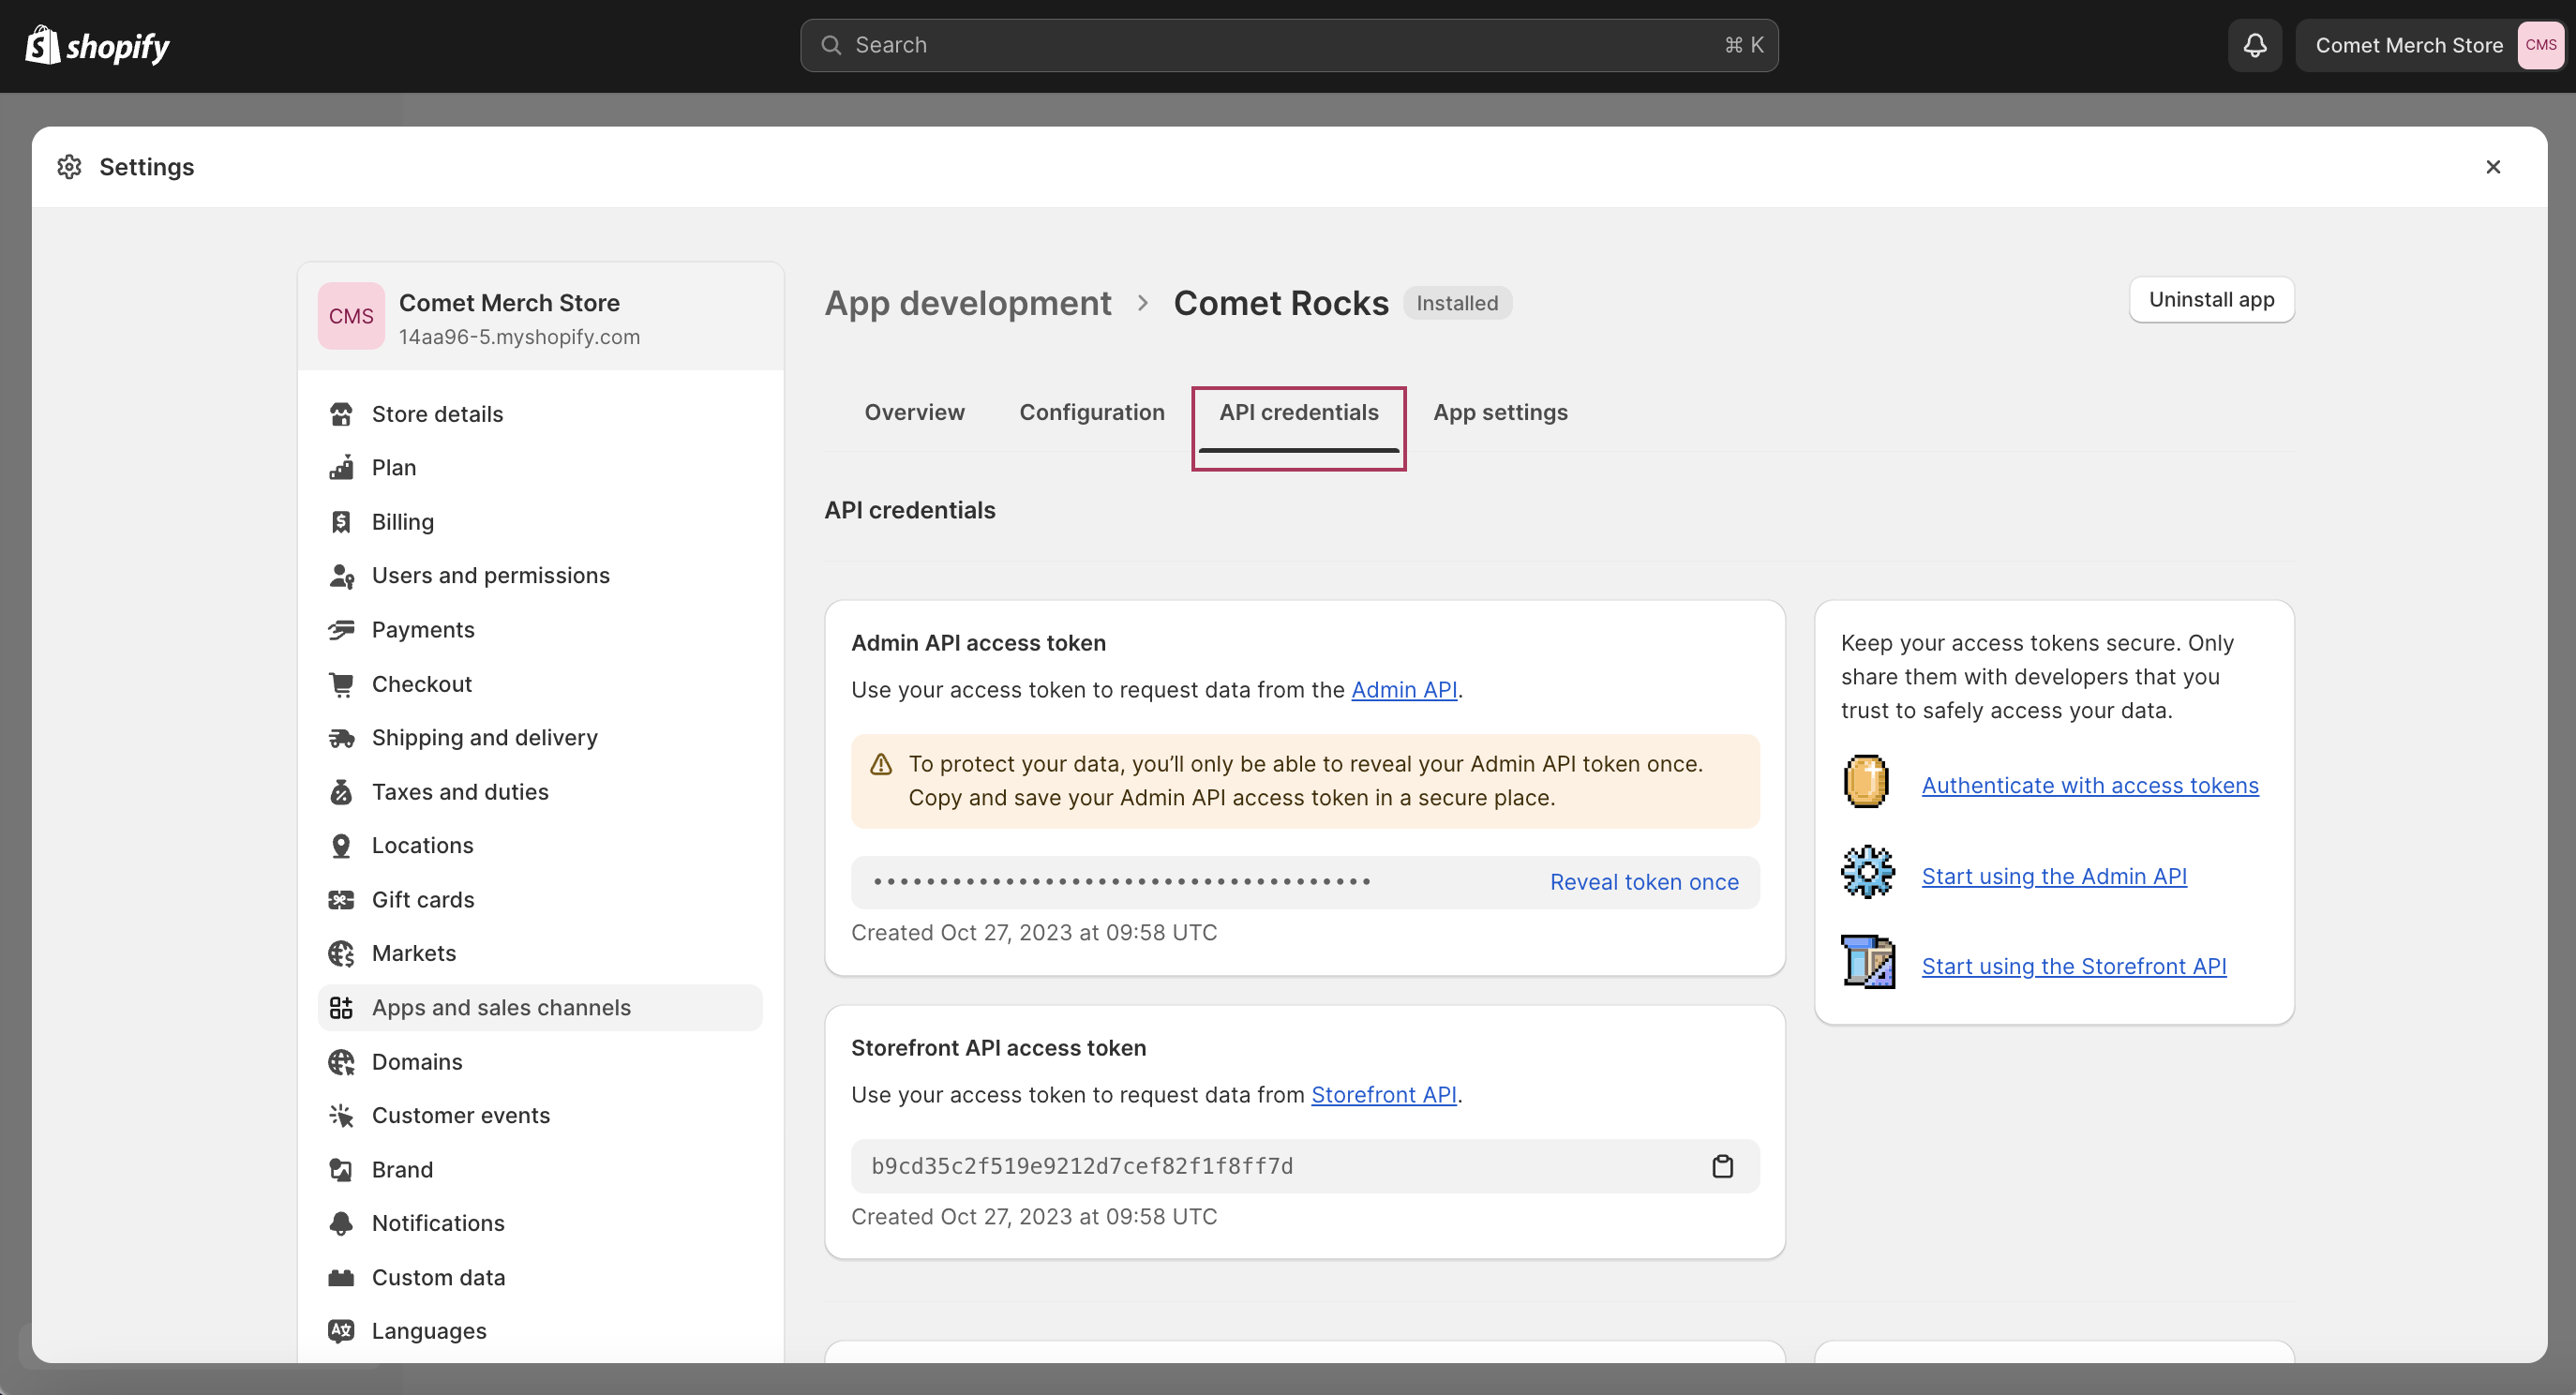 shopify
Search
⌘ K
Comet Merch Store
CMS
Settings
CMS
Comet Merch Store
14aa96-5.myshopify.com
Store details
Plan
Billing
Users and permissions
Payments
Checkout
Shipping and delivery
Taxes and duties
Locations
Gift cards
Markets
Apps and sales channels
Domains
Customer events
Brand
Notifications
Custom data
Languages
App development
Comet Rocks
Installed
Uninstall app
Overview
Configuration
API credentials
App settings
API credentials
Admin API access token
Use your access token to request data from the Admin API.
To protect your data, you’ll only be able to reveal your Admin API token once.
Copy and save your Admin API access token in a secure place.
••••••••••••••••••••••••••••••••••••••
Reveal token once
Created Oct 27, 2023 at 09:58 UTC
Storefront API access token
Use your access token to request data from Storefront API.
b9cd35c2f519e9212d7cef82f1f8ff7d
Created Oct 27, 2023 at 09:58 UTC
Keep your access tokens secure. Only
share them with developers that you
trust to safely access your data.
Authenticate with access tokens
Start using the Admin API
Start using the Storefront API